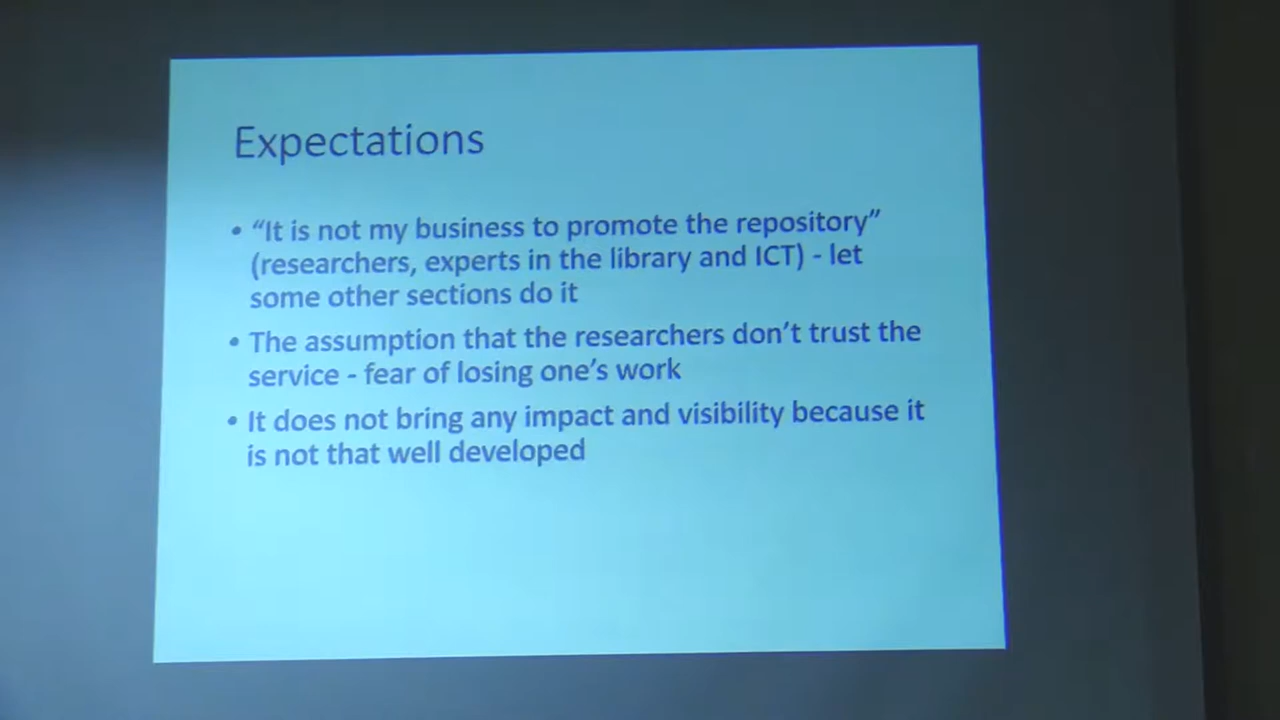 Expectations
• “It is not my business to promote the repository”
(researchers, experts in the library and ICT) - let
some other sections do it
• The assumption that the researchers don’t trust the
service - fear of losing one’s work
• It does not bring any impact and visibility because it
is not that well developed